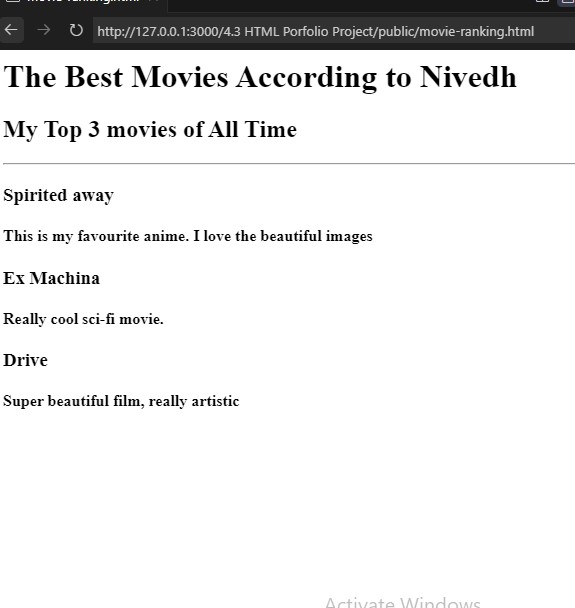 http://127.0.0.1:3000/4.3 HTML Porfolio Project/public/movie-ranking.html
The Best Movies According to Nivedh
My Top 3 movies of All Time
Spirited away
This is my favourite anime. I love the beautiful images
Ex Machina
Really cool sci-fi movie.
Drive
Super beautiful film, really artistic
Activate Windows